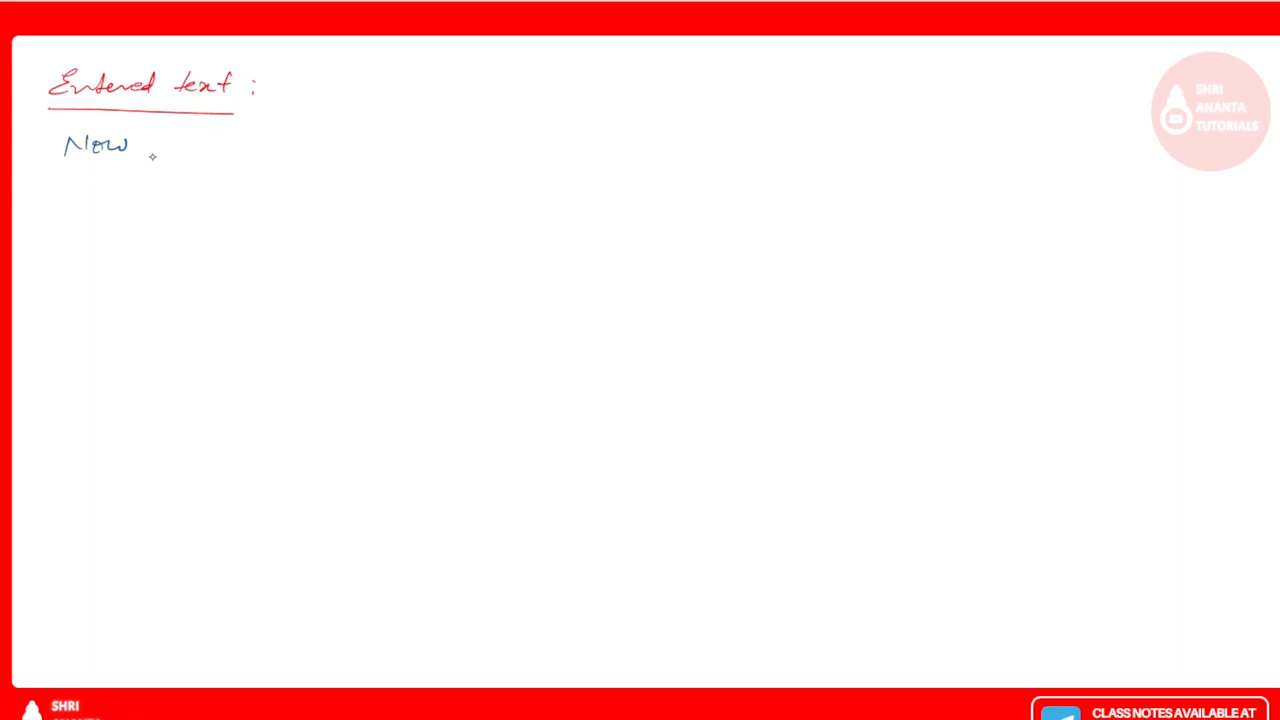 Entered text :
Now
SHRI
ANANTA
TUTORIALS
SHRI
CLASS NOTES AVAILABLE AT